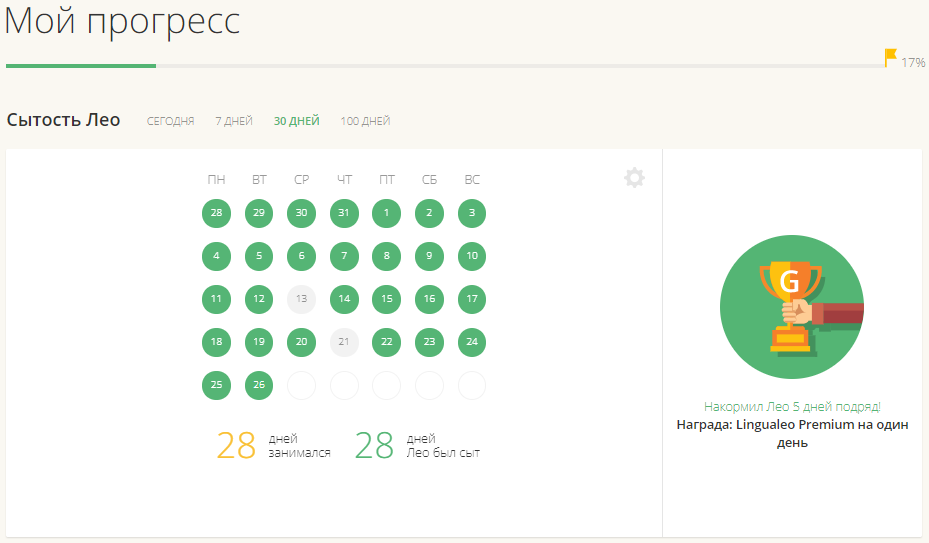 Мой прогресс
17%
Сытость Лео СЕГОДНЯ 7 ДНЕЙ 30 ДНЕЙ 100 ДНЕЙ
ПН ВТ СР ЧТ ПТ СБ ВС
28 29 30 31 1 2 3
4 5 6 7 8 9 10
11 12 13 14 15 16 17
18 19 20 21 22 23 24
25 26
28 дней занимался
28 дней Лео был сыт
G
Накормил Лео 5 дней подряд!
Награда: Lingualeo Premium на один
день